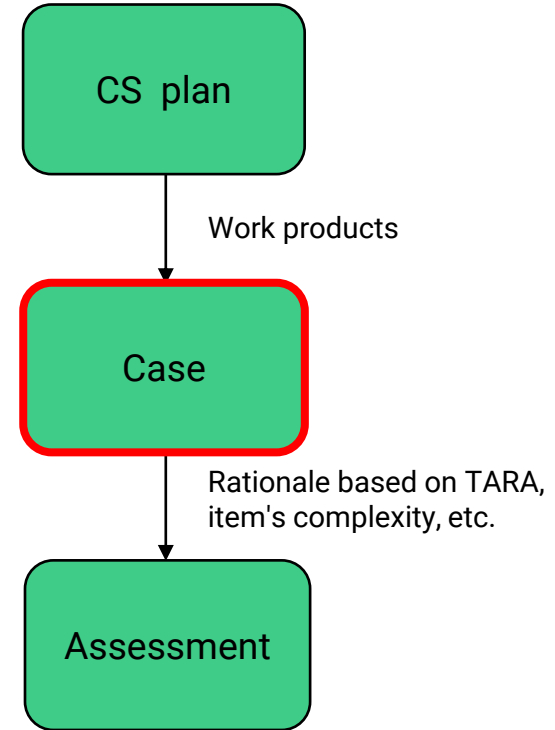 CS plan
Work products
Case
Rationale based on TARA,
item's complexity, etc.
Assessment